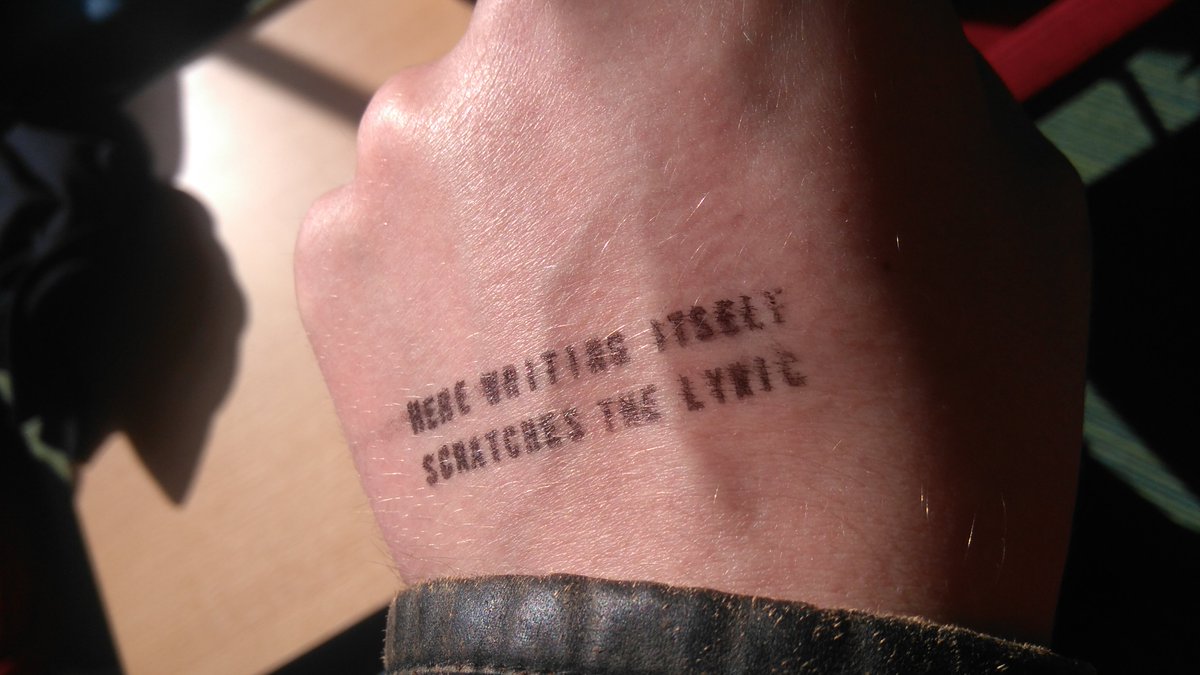 HERE WRITING ITSELF
SCRATCHES THE LYRIC